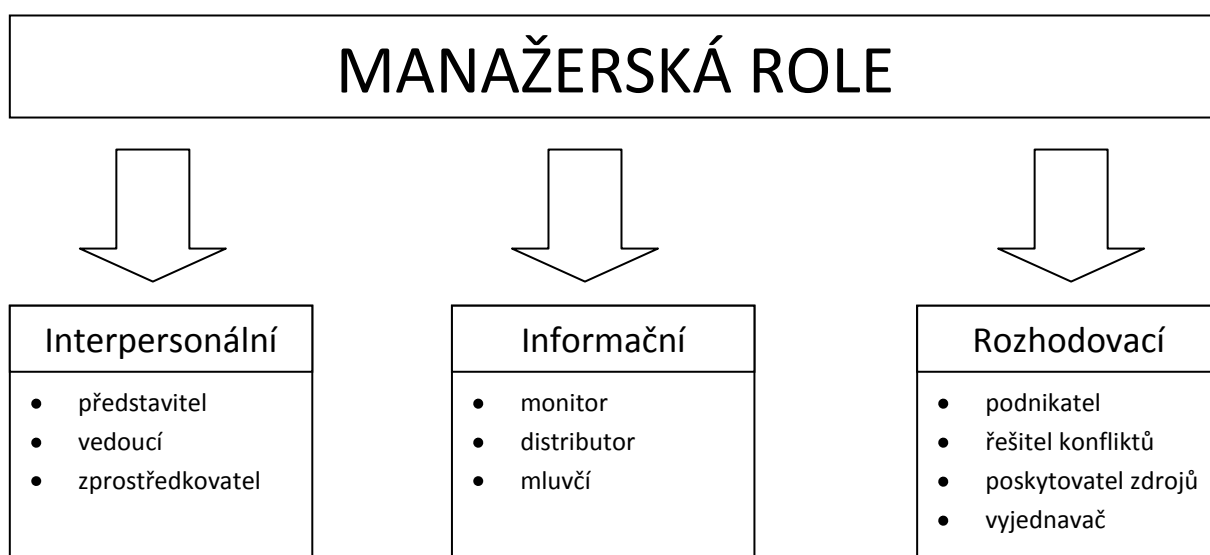 MANAŽERSKÁ ROLE
Interpersonální
• představitel
• vedoucí
• zprostředkovatel
Informační
• monitor
• distributor
• mluvčí
Rozhodovací
• podnikatel
• řešitel konfliktů
• poskytovatel zdrojů
• vyjednavač